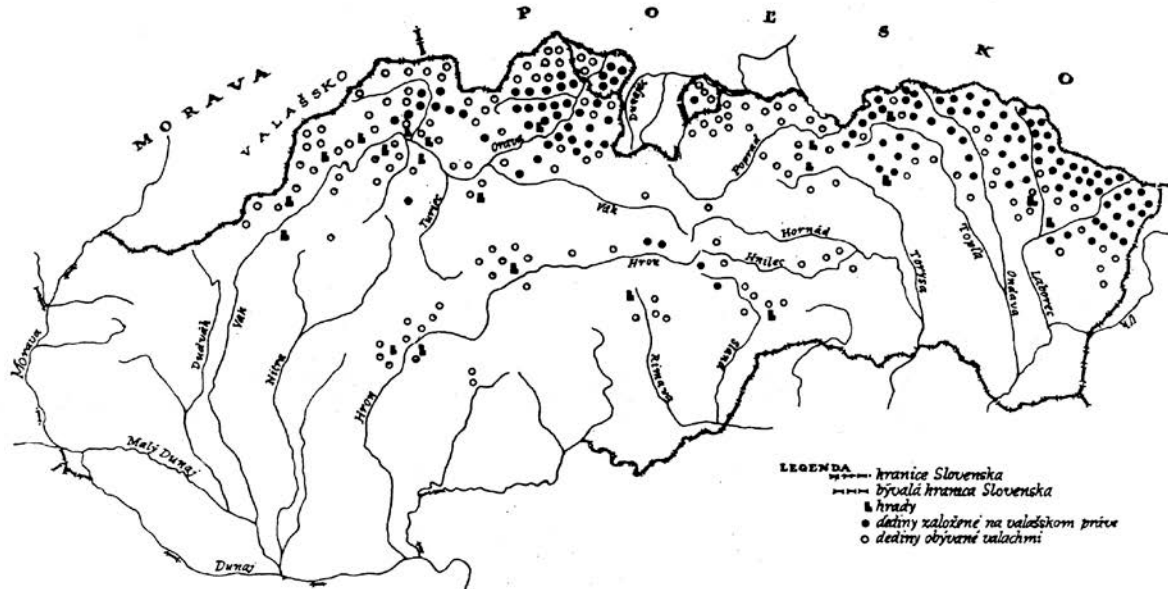 POĽSKO
MORAVA
VALAŠSKO
Dunajec
Orava
Poprad
Turiec
Váh
Hornád
Hnilec
Hron
Torysa
Topľa
Ondava
Laborec
Uh
Morava
Dudváh
Váh
Nitra
Hron
Rimava
Slaná
Malý Dunaj
Dunaj
LEGENDA
hranice Slovenska
bývalá hranica Slovenska
hrady
dediny založené na valašskom práve
dediny obývané valachmi